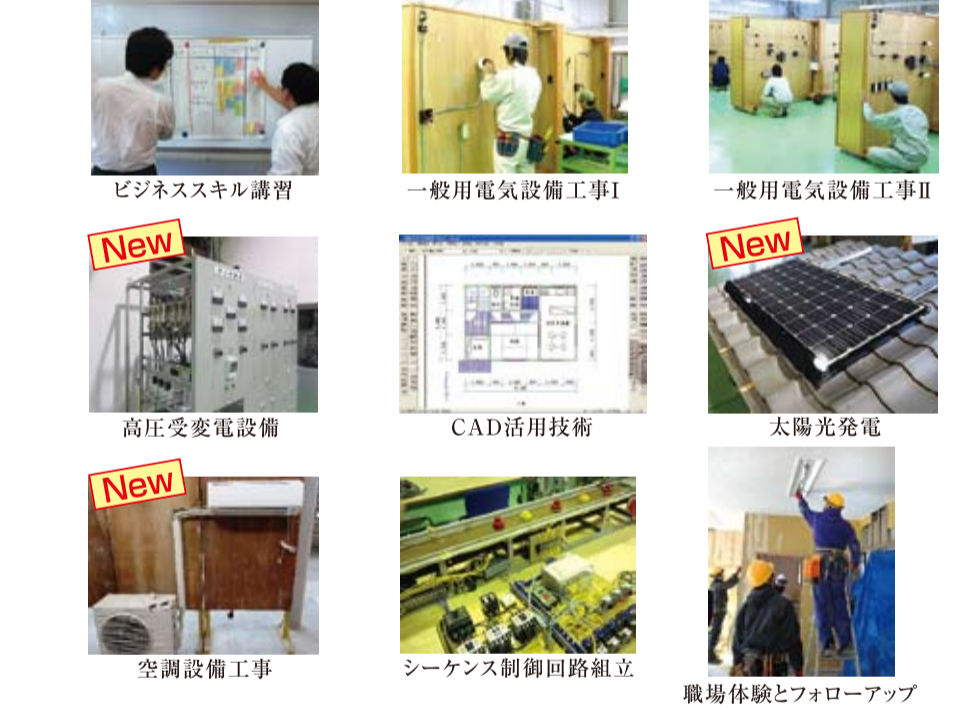 ビジネススキル講習
一般用電気設備工事Ⅰ
一般用電気設備工事Ⅱ
New
高圧受変電設備
CAD活用技術
New
太陽光発電
New
空調設備工事
シーケンス制御回路組立
職場体験とフォローアップ